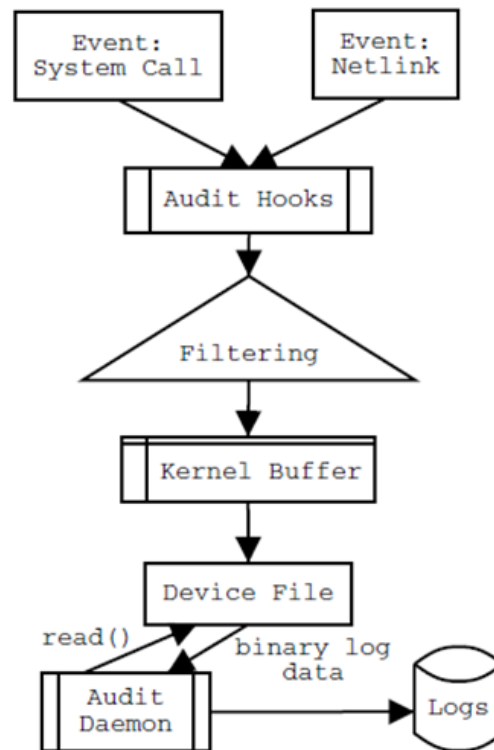 Event:
System Call
Event:
Netlink
Audit Hooks
Filtering
Kernel Buffer
Device File
read()
binary log
data
Audit
Daemon
Logs